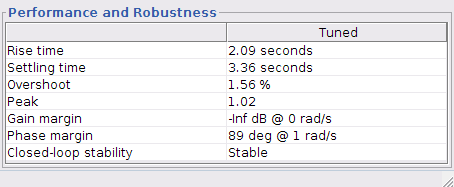 Performance and Robustness
Tuned
Rise time 2.09 seconds
Settling time 3.36 seconds
Overshoot 1.56 %
Peak 1.02
Gain margin -Inf dB @ 0 rad/s
Phase margin 89 deg @ 1 rad/s
Closed-loop stability Stable